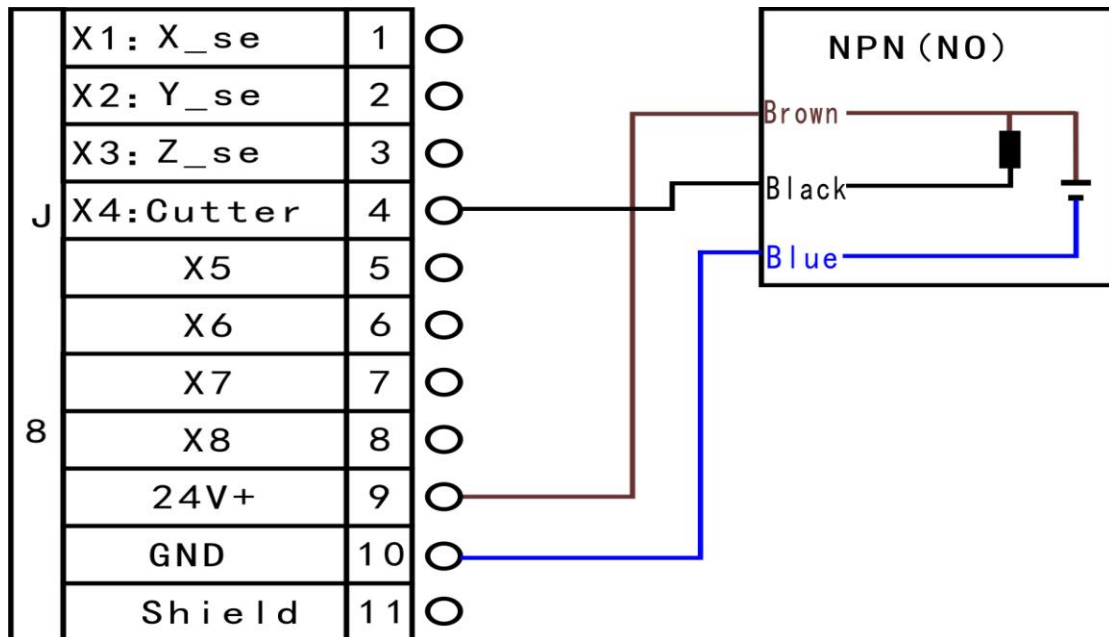 X1: X_se 1
X2: Y_se 2
X3: Z_se 3
J X4:Cutter 4
X5 5
X6 6
X7 7
8 X8 8
24V+ 9
GND 10
Shield 11
NPN (NO)
Brown
Black
Blue